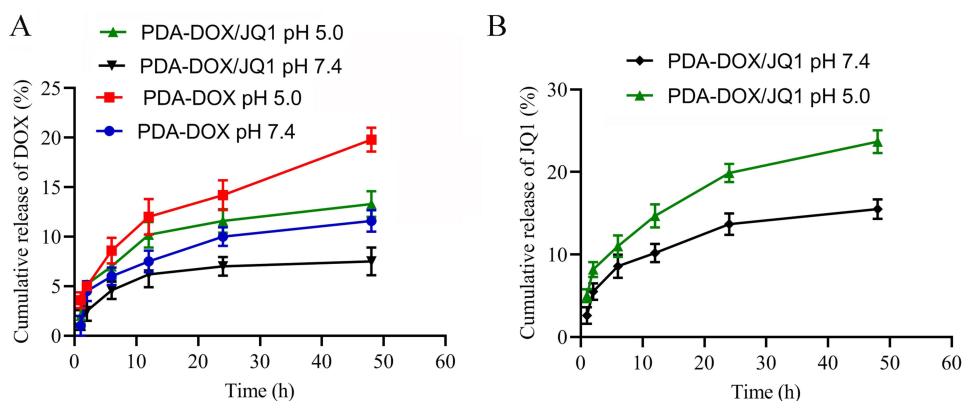 A
PDA-DOX/JQ1 pH 5.0
PDA-DOX/JQ1 pH 7.4
PDA-DOX pH 5.0
PDA-DOX pH 7.4
Cumulative release of DOX (%)
25
20
15
10
5
0
0 10 20 30 40 50 60
Time (h)
B
PDA-DOX/JQ1 pH 7.4
PDA-DOX/JQ1 pH 5.0
Cumulative release of JQ1 (%)
30
20
10
0
0 10 20 30 40 50 60
Time (h)